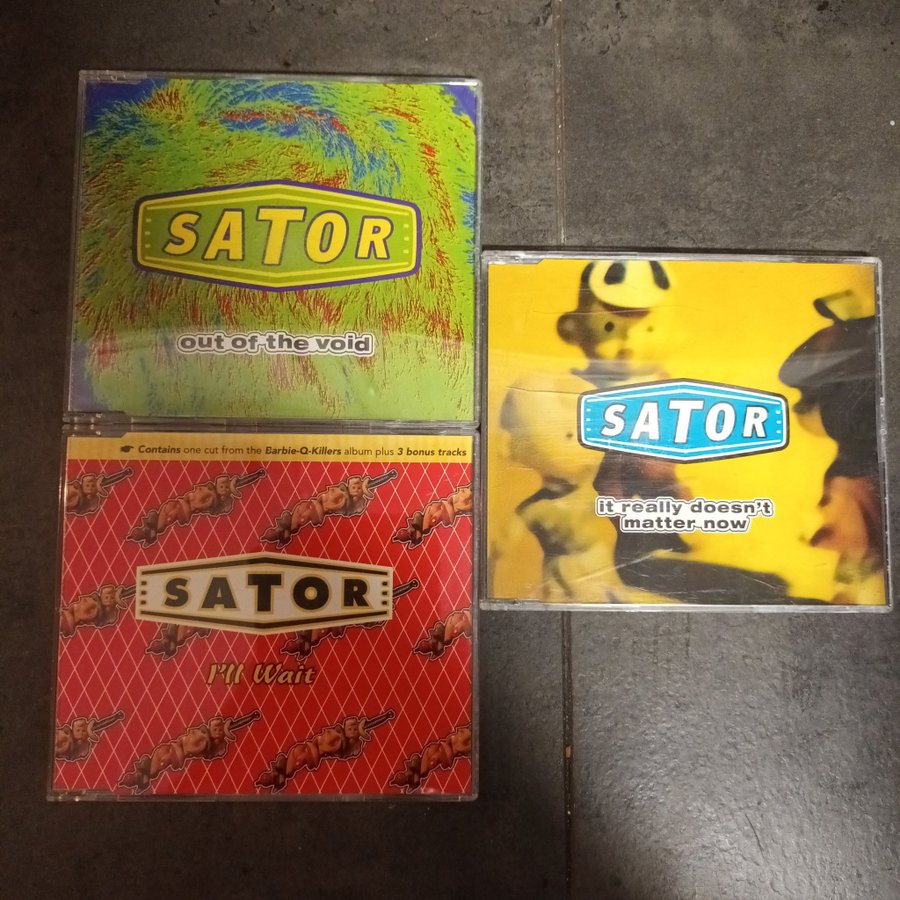 SATOR
out of the void
☛ Contains one cut from the Barbie-Q-Killers album plus 3 bonus tracks
SATOR
I'll Wait
SATOR
it really doesn't
matter now